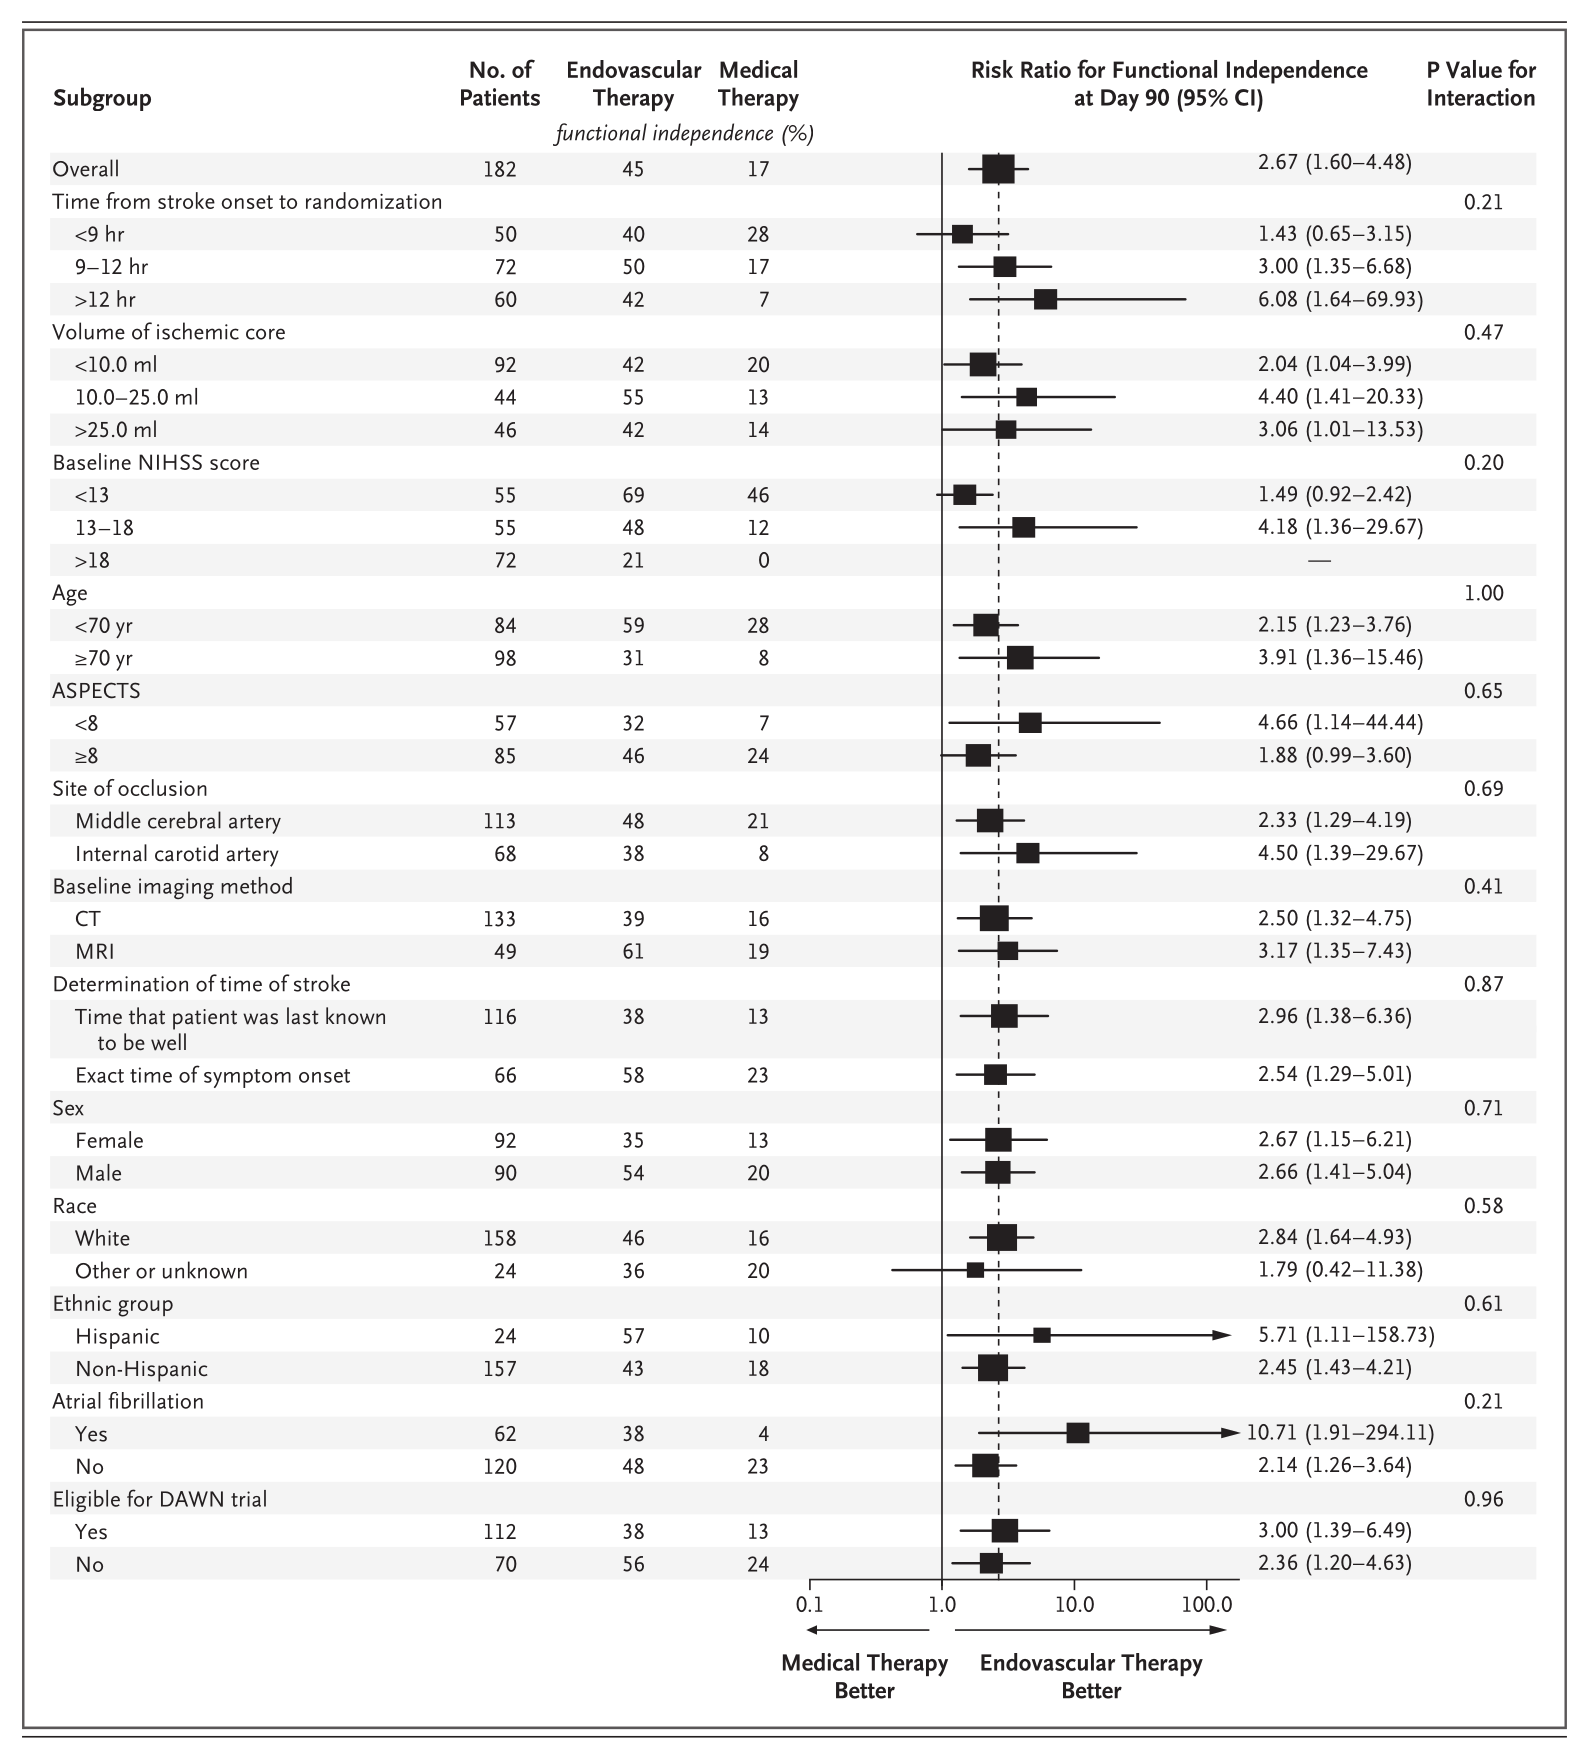 Subgroup No. of Patients Endovascular Therapy Medical Therapy Risk Ratio for Functional Independence at Day 90 (95% CI) P Value for Interaction
functional independence (%)
Overall 182 45 17 2.67 (1.60–4.48)
Time from stroke onset to randomization 0.21
<9 hr 50 40 28 1.43 (0.65–3.15)
9–12 hr 72 50 17 3.00 (1.35–6.68)
>12 hr 60 42 7 6.08 (1.64–69.93)
Volume of ischemic core 0.47
<10.0 ml 92 42 20 2.04 (1.04–3.99)
10.0–25.0 ml 44 55 13 4.40 (1.41–20.33)
>25.0 ml 46 42 14 3.06 (1.01–13.53)
Baseline NIHSS score 0.20
<13 55 69 46 1.49 (0.92–2.42)
13–18 55 48 12 4.18 (1.36–29.67)
>18 72 21 0 —
Age 1.00
<70 yr 84 59 28 2.15 (1.23–3.76)
≥70 yr 98 31 8 3.91 (1.36–15.46)
ASPECTS 0.65
<8 57 32 7 4.66 (1.14–44.44)
≥8 85 46 24 1.88 (0.99–3.60)
Site of occlusion 0.69
Middle cerebral artery 113 48 21 2.33 (1.29–4.19)
Internal carotid artery 68 38 8 4.50 (1.39–29.67)
Baseline imaging method 0.41
CT 133 39 16 2.50 (1.32–4.75)
MRI 49 61 19 3.17 (1.35–7.43)
Determination of time of stroke 0.87
Time that patient was last known 116 38 13 2.96 (1.38–6.36)
to be well
Exact time of symptom onset 66 58 23 2.54 (1.29–5.01)
Sex 0.71
Female 92 35 13 2.67 (1.15–6.21)
Male 90 54 20 2.66 (1.41–5.04)
Race 0.58
White 158 46 16 2.84 (1.64–4.93)
Other or unknown 24 36 20 1.79 (0.42–11.38)
Ethnic group 0.61
Hispanic 24 57 10 5.71 (1.11–158.73)
Non-Hispanic 157 43 18 2.45 (1.43–4.21)
Atrial fibrillation 0.21
Yes 62 38 4 10.71 (1.91–294.11)
No 120 48 23 2.14 (1.26–3.64)
Eligible for DAWN trial 0.96
Yes 112 38 13 3.00 (1.39–6.49)
No 70 56 24 2.36 (1.20–4.63)
0.1 1.0 10.0 100.0
Medical Therapy Better Endovascular Therapy Better